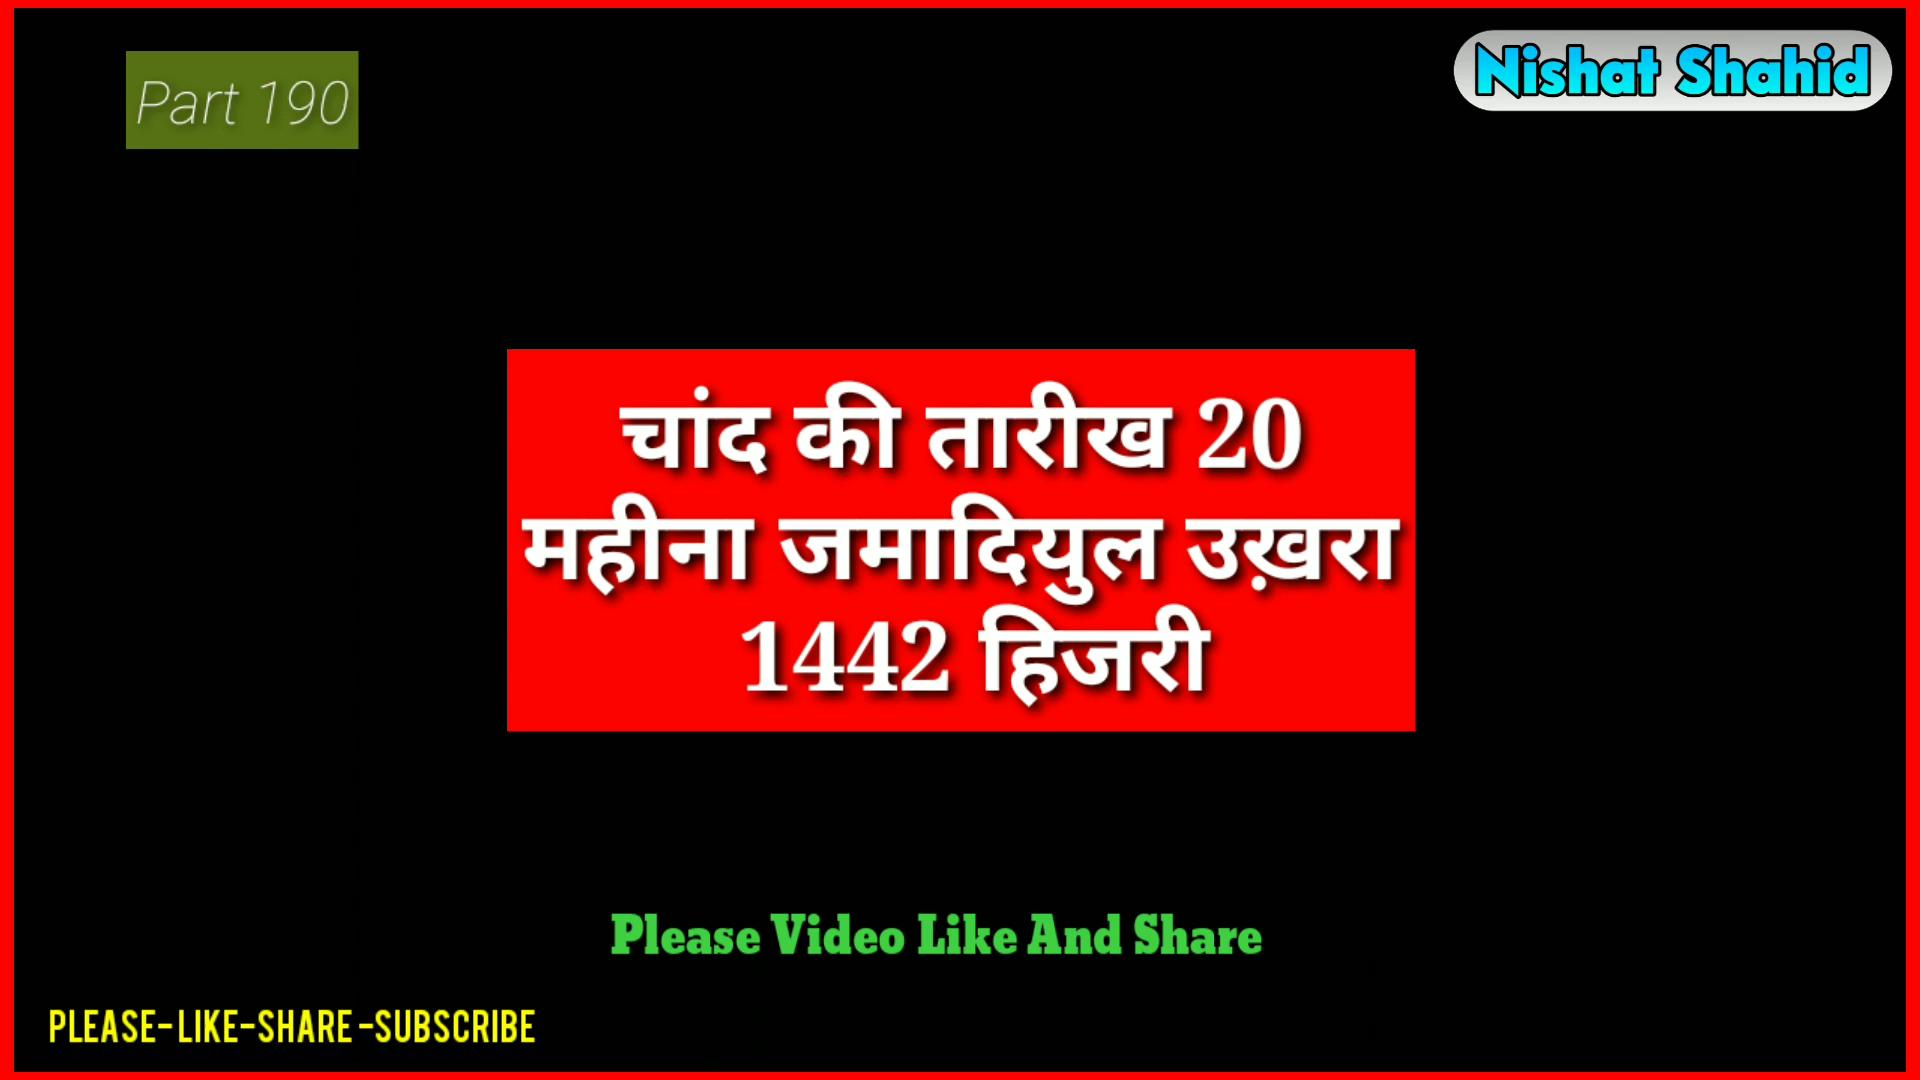 Part 190
Nishat Shahid
चांद की तारीख 20
महीना जमादियुल उख़रा
1442 हिजरी
Please Video Like And Share
PLEASE-LIKE-SHARE-SUBSCRIBE